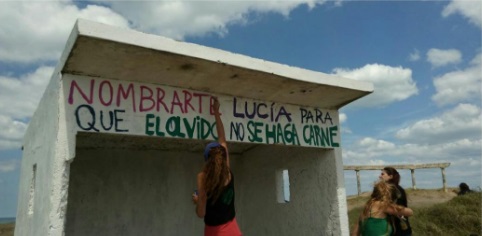 NOMBRARTE LUCÍA PARA
QUE EL OLVIDO NO SE HAGA CARNE